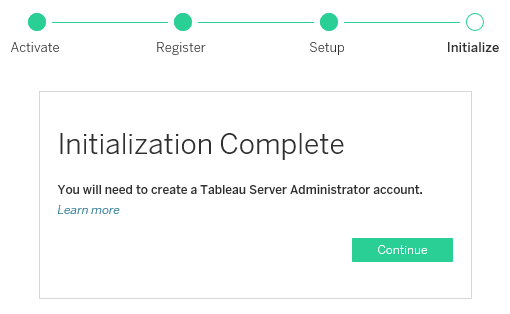 Activate Register Setup Initialize
Initialization Complete
You will need to create a Tableau Server Administrator account.
Learn more
Continue